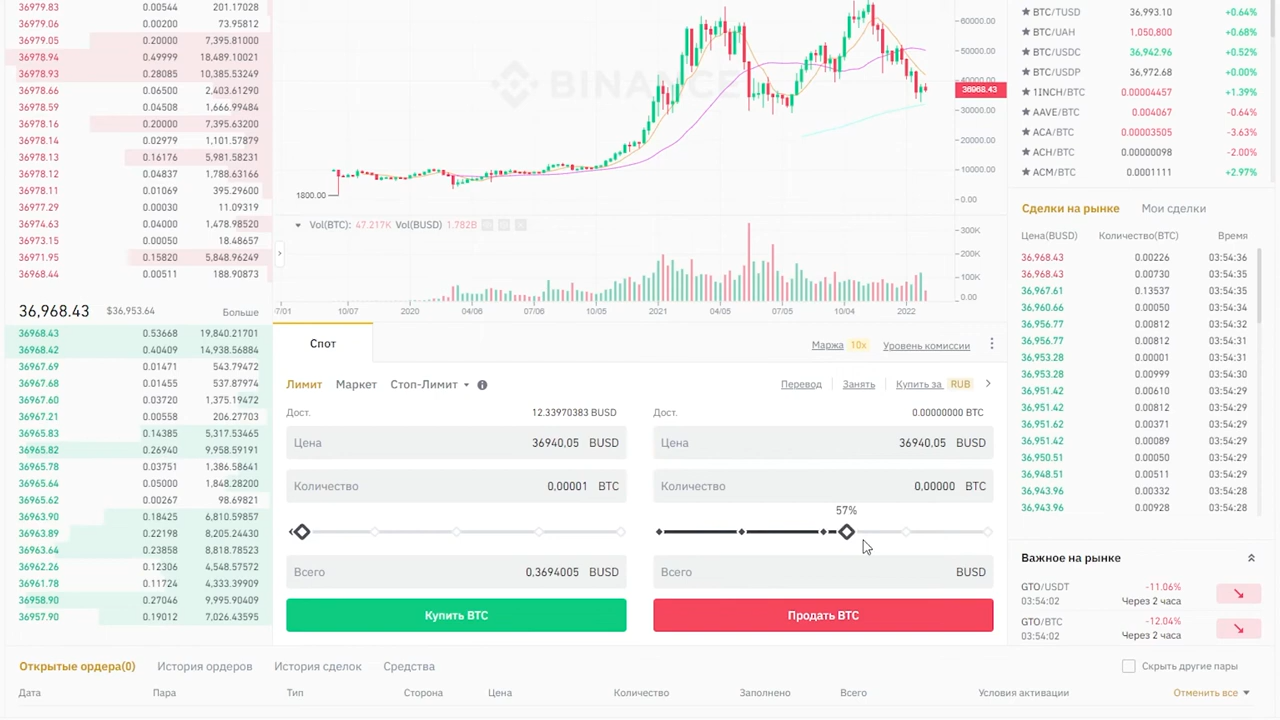 36979.83 0.00544 201.17028
36979.06 0.00200 73.95812
36979.05 0.20000 7,395.81000
36978.94 0.49999 18,489.10021
36978.93 0.28085 10,385.53249
36978.66 0.06500 2,403.61290
36978.59 0.04508 1,666.99484
36978.16 0.20000 7,395.63200
36978.14 0.02979 1,101.57879
36978.13 0.16176 5,981.58231
36978.12 0.04837 1,788.63166
36978.11 0.01069 395.29600
36977.29 0.00030 11.09319
36974.63 0.04000 1,478.98520
36973.15 0.00050 18.48657
36971.95 0.15820 5,848.96249
36968.44 0.00511 188.90873
36,968.43 $36,953.64 Больше
36968.43 0.53668 19,840.21701
36968.42 0.40409 14,938.56884
36967.69 0.01471 543.79472
36967.68 0.01455 537.87974
36967.60 0.03720 1,375.19472
36967.21 0.00558 206.27703
36965.83 0.14385 5,317.53465
36965.82 0.26940 9,958.59191
36965.78 0.03751 1,386.58641
36965.64 0.05000 1,848.28200
36965.62 0.00267 98.69821
36963.90 0.18425 6,810.59857
36963.89 0.22198 8,205.24430
36963.64 0.23858 8,818.78523
36962.26 0.12306 4,548.57572
36961.78 0.11724 4,333.39909
36958.90 0.27046 9,995.90409
36957.90 0.19012 7,026.43595
BINANCE
60000.00
50000.00
40000.00
36968.43
30000.00
20000.00
10000.00
0.00
1800.00
Vol(BTC): 47.217K Vol(BUSD) 1.782B
300K
200K
100K
0.00
7/01 10/07 2020 04/06 07/06 10/05 2021 04/05 07/05 10/04 2022
Спот
Маржа 10x Уровень комиссии
Лимит Маркет Стоп-Лимит
Перевод Занять Купить за RUB
Дост. 12.33970383 BUSD
Цена 36940.05 BUSD
Количество 0,00001 BTC
Всего 0,3694005 BUSD
Купить BTC
Дост. 0.00000000 BTC
Цена 36940.05 BUSD
Количество 0,00000 BTC
57%
Всего BUSD
Продать BTC
BTC/TUSD 36,993.10 +0.64%
BTC/UAH 1,050,800 +0.68%
BTC/USDC 36,942.96 +0.52%
BTC/USDP 36,972.68 +0.00%
1INCH/BTC 0.00004457 +1.39%
AAVE/BTC 0.004067 -0.64%
ACA/BTC 0.00003505 -3.63%
ACH/BTC 0.00000098 -2.00%
ACM/BTC 0.0001111 +2.97%
Сделки на рынке Мои сделки
Цена(BUSD) Количество(BTC) Время
36,968.43 0.00226 03:54:36
36,968.43 0.00730 03:54:35
36,967.61 0.13537 03:54:35
36,960.66 0.00050 03:54:34
36,956.77 0.00812 03:54:32
36,956.77 0.00812 03:54:31
36,953.28 0.00001 03:54:31
36,953.28 0.00999 03:54:30
36,951.42 0.00610 03:54:29
36,951.42 0.00812 03:54:29
36,951.62 0.00371 03:54:29
36,951.42 0.00089 03:54:29
36,950.51 0.00050 03:54:29
36,948.51 0.00511 03:54:29
36,943.96 0.00332 03:54:28
36,943.96 0.00928 03:54:28
Важное на рынке
GTO/USDT -11.06%
03:54:02 Через 2 часа
GTO/BTC -12.04%
03:54:02 Через 2 часа
Открытые ордера(0) История ордеров История сделок Средства
Скрыть другие пары
Дата Пара Тип Сторона Цена Количество Заполнено Всего Условия активации Отменить все